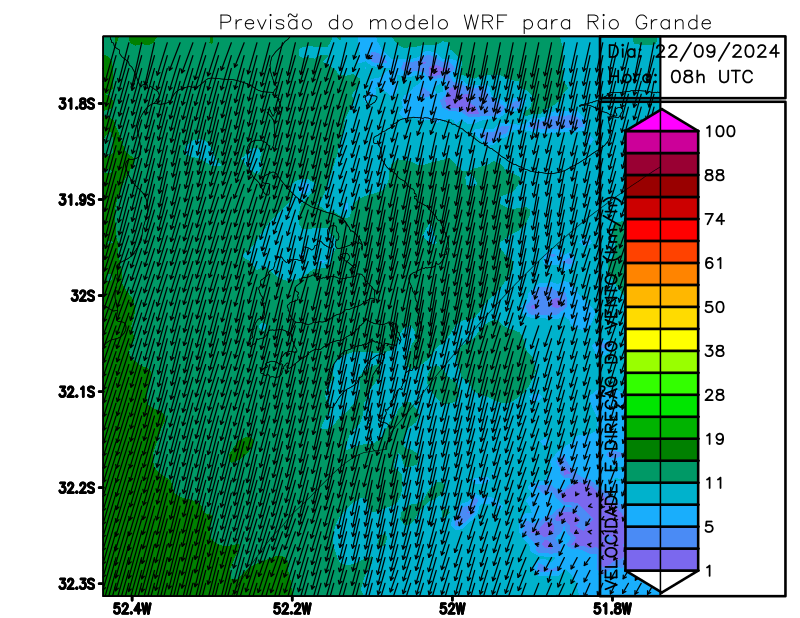 Previsão do modelo WRF para Rio Grande
Dia: 22/09/2024
Hora: 08h UTC
31.8S
31.9S
32S
32.1S
32.2S
32.3S
52.4W
52.2W
52W
51.8W
VELOCIDADE E DIREÇÃO DO VENTO (km/h)
100
88
74
61
50
38
28
19
11
5
1